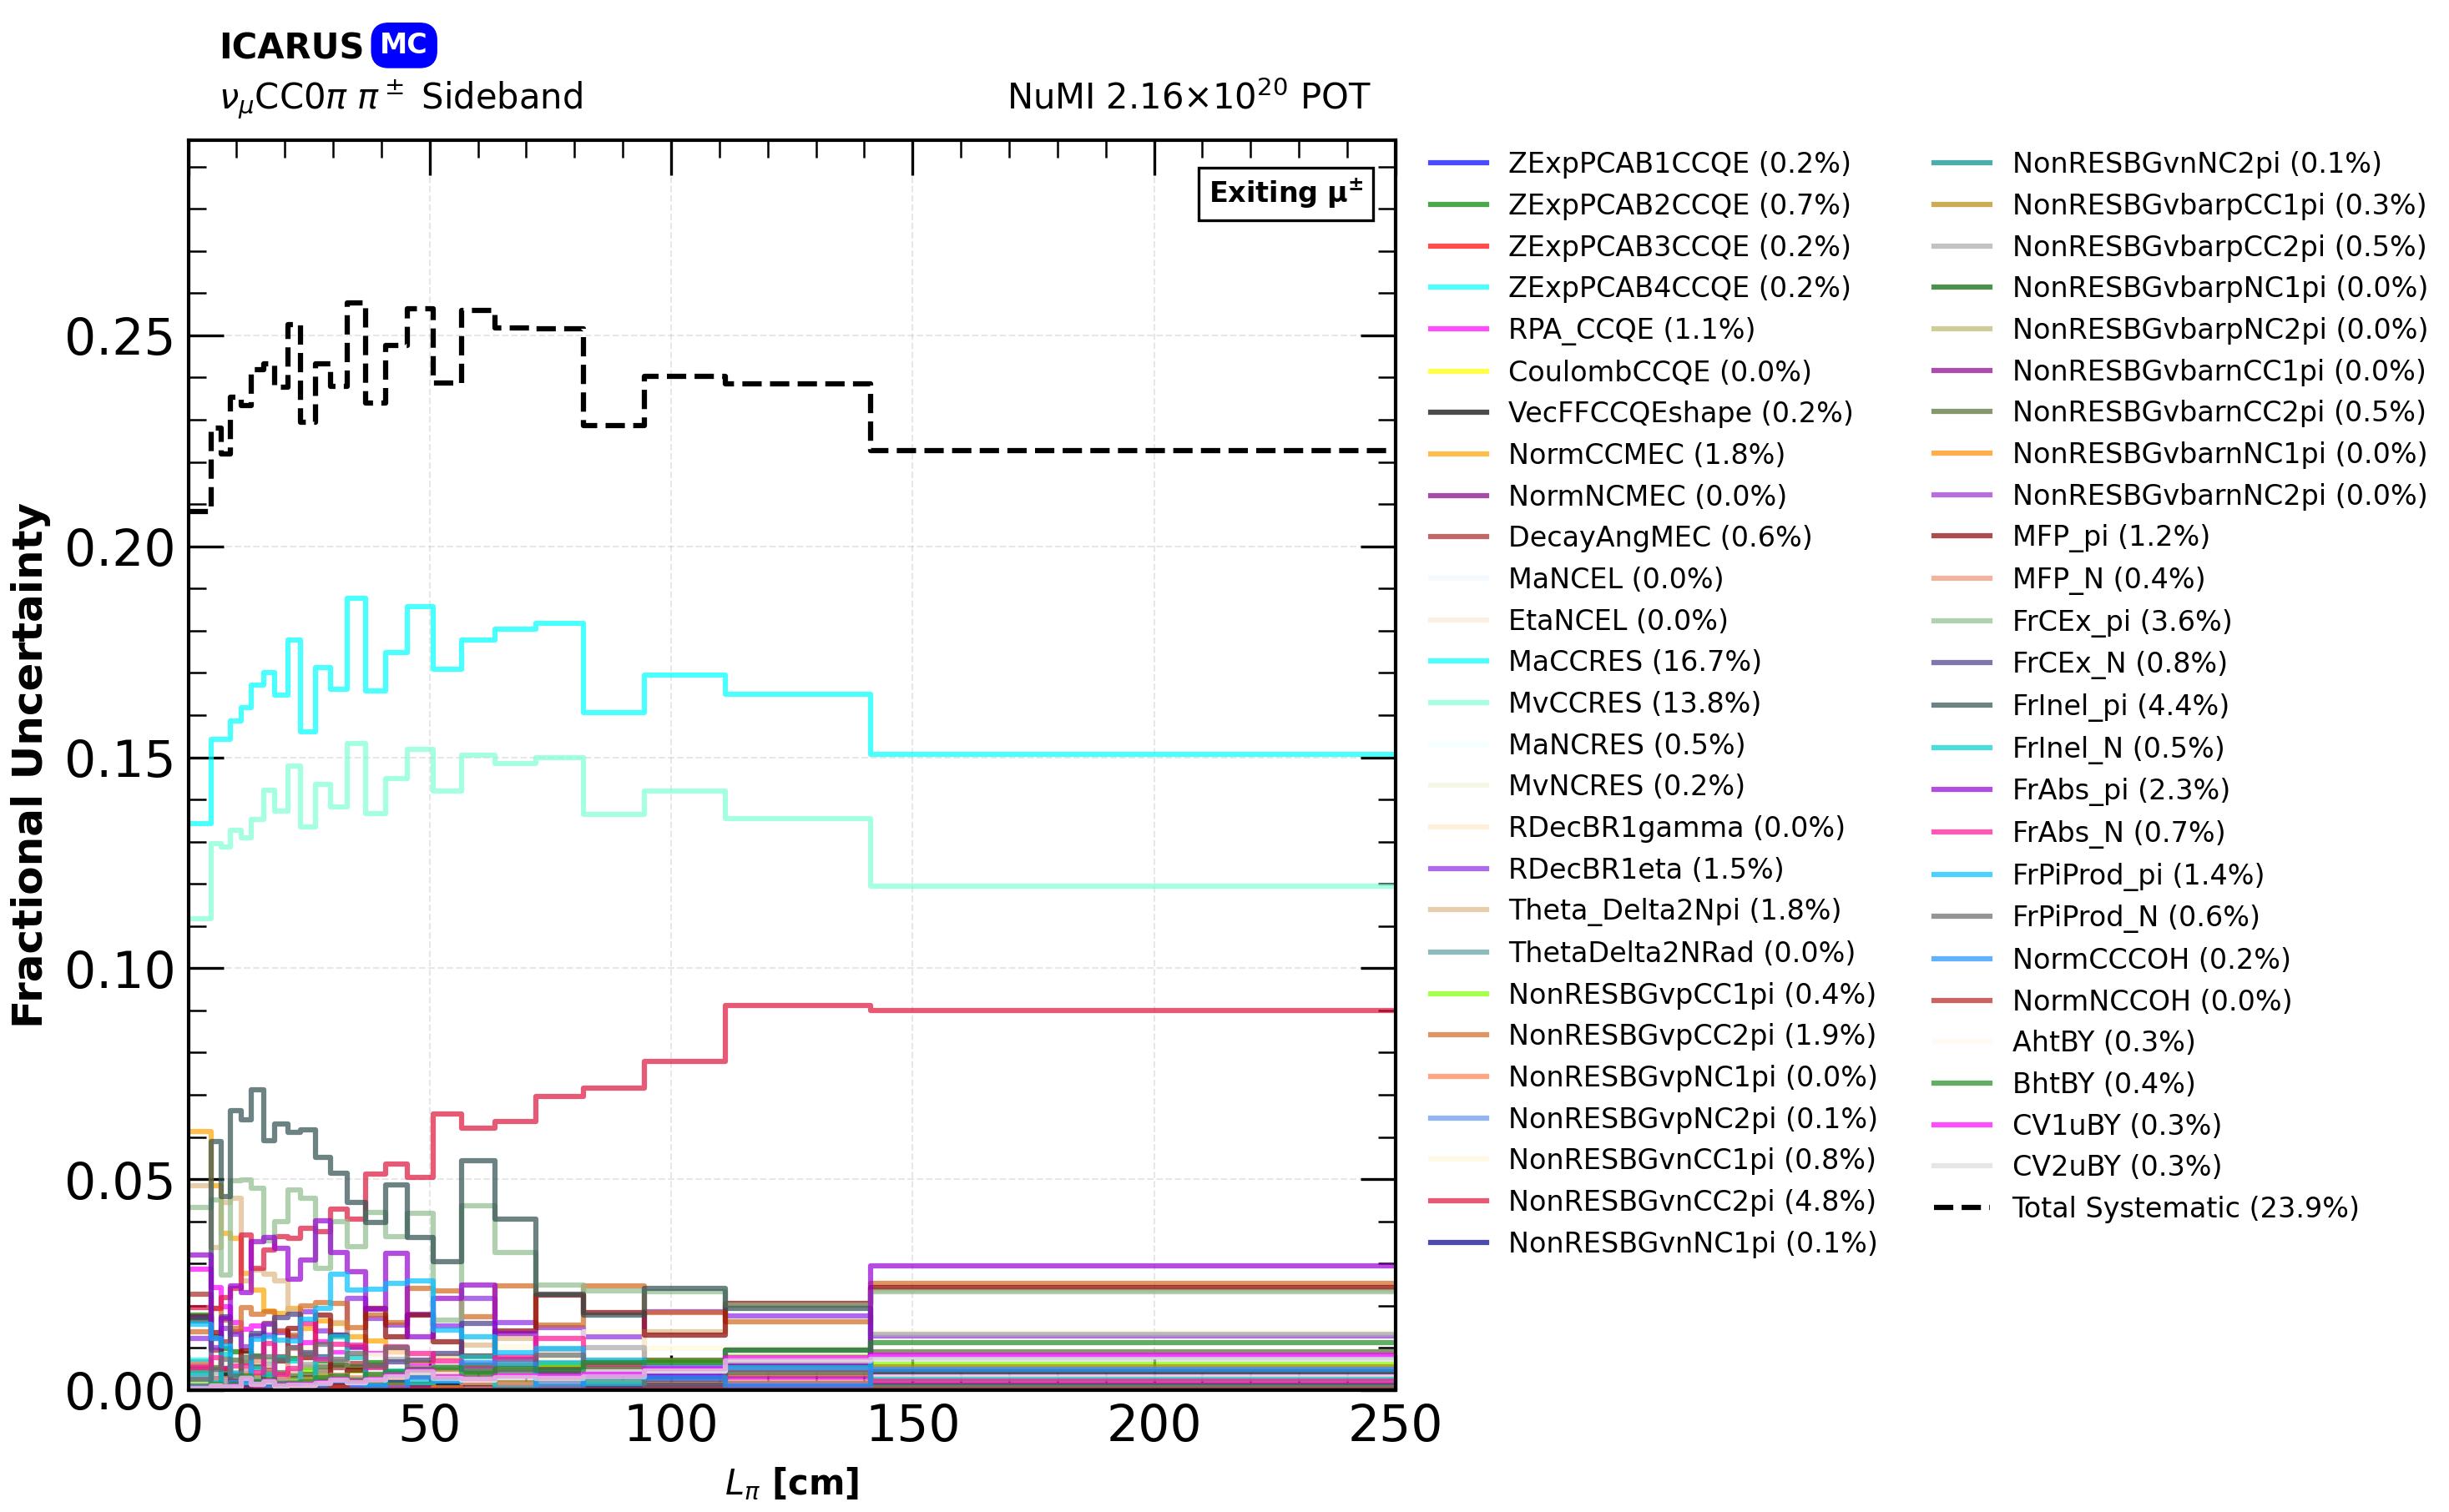 ICARUS MC
νμCC0π π± Sideband
NuMI 2.16×10²⁰ POT
Exiting μ±
Fractional Uncertainty
0.25
0.20
0.15
0.10
0.05
0.00
0 50 100 150 200 250
Lπ [cm]
ZExpPCAB1CCQE (0.2%)
ZExpPCAB2CCQE (0.7%)
ZExpPCAB3CCQE (0.2%)
ZExpPCAB4CCQE (0.2%)
RPA_CCQE (1.1%)
CoulombCCQE (0.0%)
VecFFCCQEshape (0.2%)
NormCCMEC (1.8%)
NormNCMEC (0.0%)
DecayAngMEC (0.6%)
MaNCEL (0.0%)
EtaNCEL (0.0%)
MaCCRES (16.7%)
MvCCRES (13.8%)
MaNCRES (0.5%)
MvNCRES (0.2%)
RDecBR1gamma (0.0%)
RDecBR1eta (1.5%)
Theta_Delta2Npi (1.8%)
ThetaDelta2NRad (0.0%)
NonRESBGvpCC1pi (0.4%)
NonRESBGvpCC2pi (1.9%)
NonRESBGvpNC1pi (0.0%)
NonRESBGvpNC2pi (0.1%)
NonRESBGvnCC1pi (0.8%)
NonRESBGvnCC2pi (4.8%)
NonRESBGvnNC1pi (0.1%)
NonRESBGvnNC2pi (0.1%)
NonRESBGvbarpCC1pi (0.3%)
NonRESBGvbarpCC2pi (0.5%)
NonRESBGvbarpNC1pi (0.0%)
NonRESBGvbarpNC2pi (0.0%)
NonRESBGvbarnCC1pi (0.0%)
NonRESBGvbarnCC2pi (0.5%)
NonRESBGvbarnNC1pi (0.0%)
NonRESBGvbarnNC2pi (0.0%)
MFP_pi (1.2%)
MFP_N (0.4%)
FrCEx_pi (3.6%)
FrCEx_N (0.8%)
FrInel_pi (4.4%)
FrInel_N (0.5%)
FrAbs_pi (2.3%)
FrAbs_N (0.7%)
FrPiProd_pi (1.4%)
FrPiProd_N (0.6%)
NormCCCOH (0.2%)
NormNCCOH (0.0%)
AhtBY (0.3%)
BhtBY (0.4%)
CV1uBY (0.3%)
CV2uBY (0.3%)
Total Systematic (23.9%)